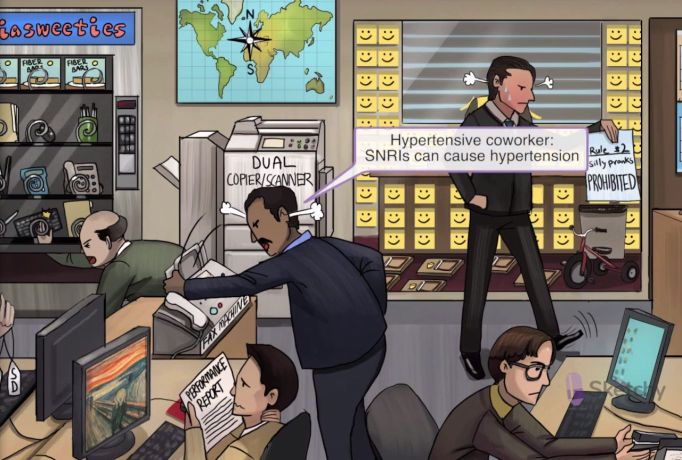 iasweeties
FIBER BARS
FIBER BARS
FIBER BARS
N
S
DUAL
COPIER/SCANNER
Hypertensive coworker:
SNRIs can cause hypertension
Rule #2
silly pranks
PROHIBITED
FAX MACHINE
PERFORMANCE
REPORT
SD
Sketchy